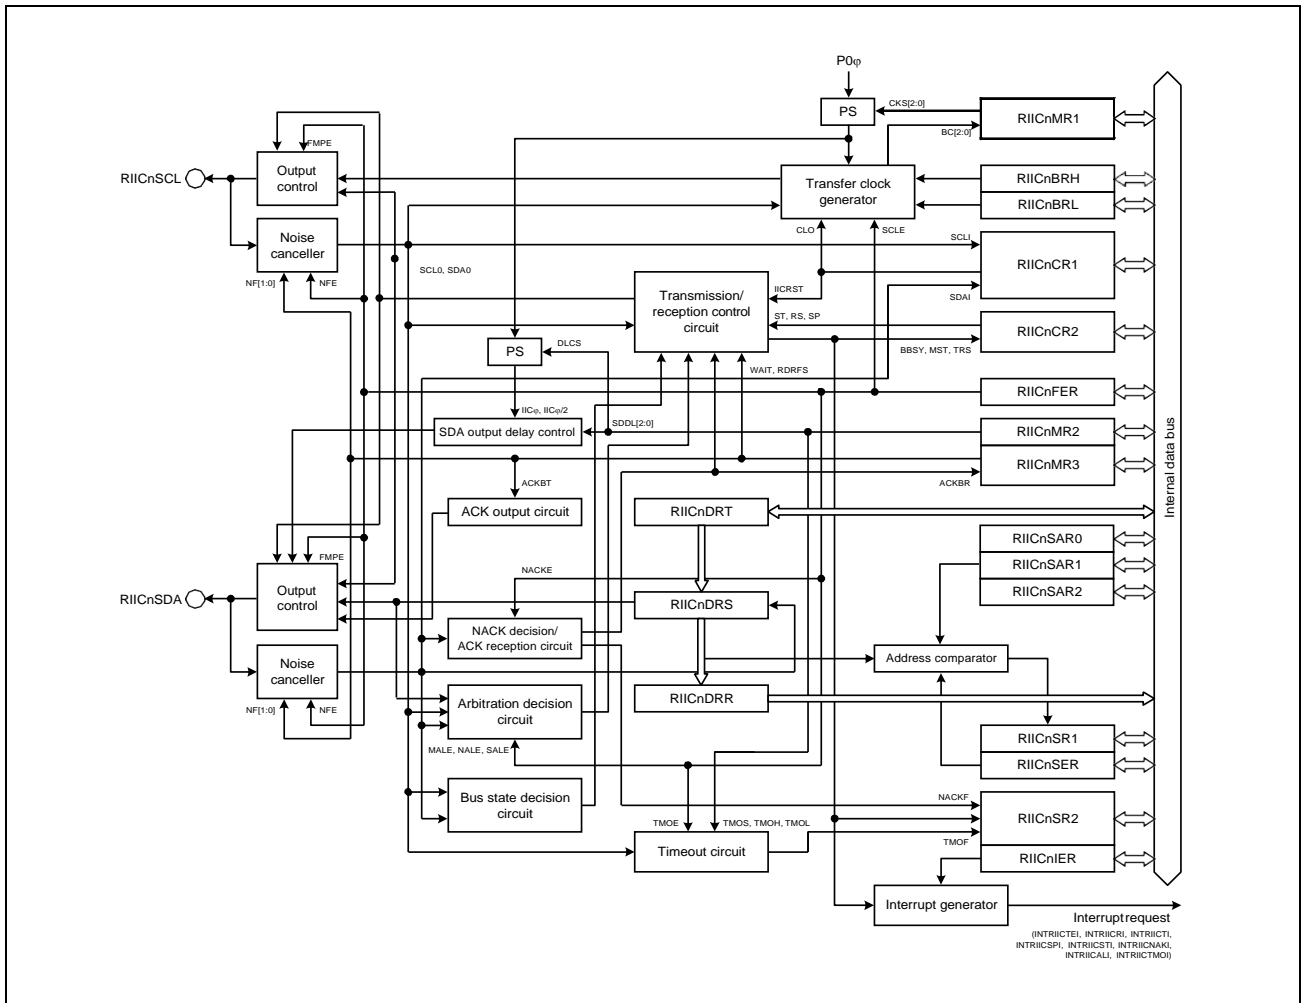 P0φ
PS
CKS[2:0]
RIICnMR1
BC[2:0]
FMPE
RIICnSCL
Output
control
Transfer clock
generator
RIICnBRH
RIICnBRL
Noise
canceller
CLO
SCLE
SCLI
RIICnCR1
SCL0, SDA0
NF[1:0]
NFE
Transmission/
reception control
circuit
IICRST
SDAI
ST, RS, SP
RIICnCR2
PS
DLCS
BBSY, MST, TRS
WAIT, RDRFS
RIICnFER
IICφ, IICφ/2
SDDL[2:0]
SDA output delay control
RIICnMR2
RIICnMR3
ACKBT
ACKBR
Internal data bus
ACK output circuit
RIICnDRT
RIICnSAR0
RIICnSAR1
RIICnSAR2
FMPE
NACKE
RIICnSDA
Output
control
RIICnDRS
NACK decision/
ACK reception circuit
Address comparator
Noise
canceller
NF[1:0]
NFE
Arbitration decision
circuit
RIICnDRR
MALE, NALE, SALE
RIICnSR1
RIICnSER
Bus state decision
circuit
NACKF
RIICnSR2
TMOE
TMOS, TMOH, TMOL
TMOF
Timeout circuit
RIICnIER
Interrupt generator
Interrupt request
(INTRIICTEI, INTRIICRI, INTRIICTI,
INTRIICSPI, INTRIICSTI, INTRIICNAKI,
INTRIICALI, INTRIICTMOI)